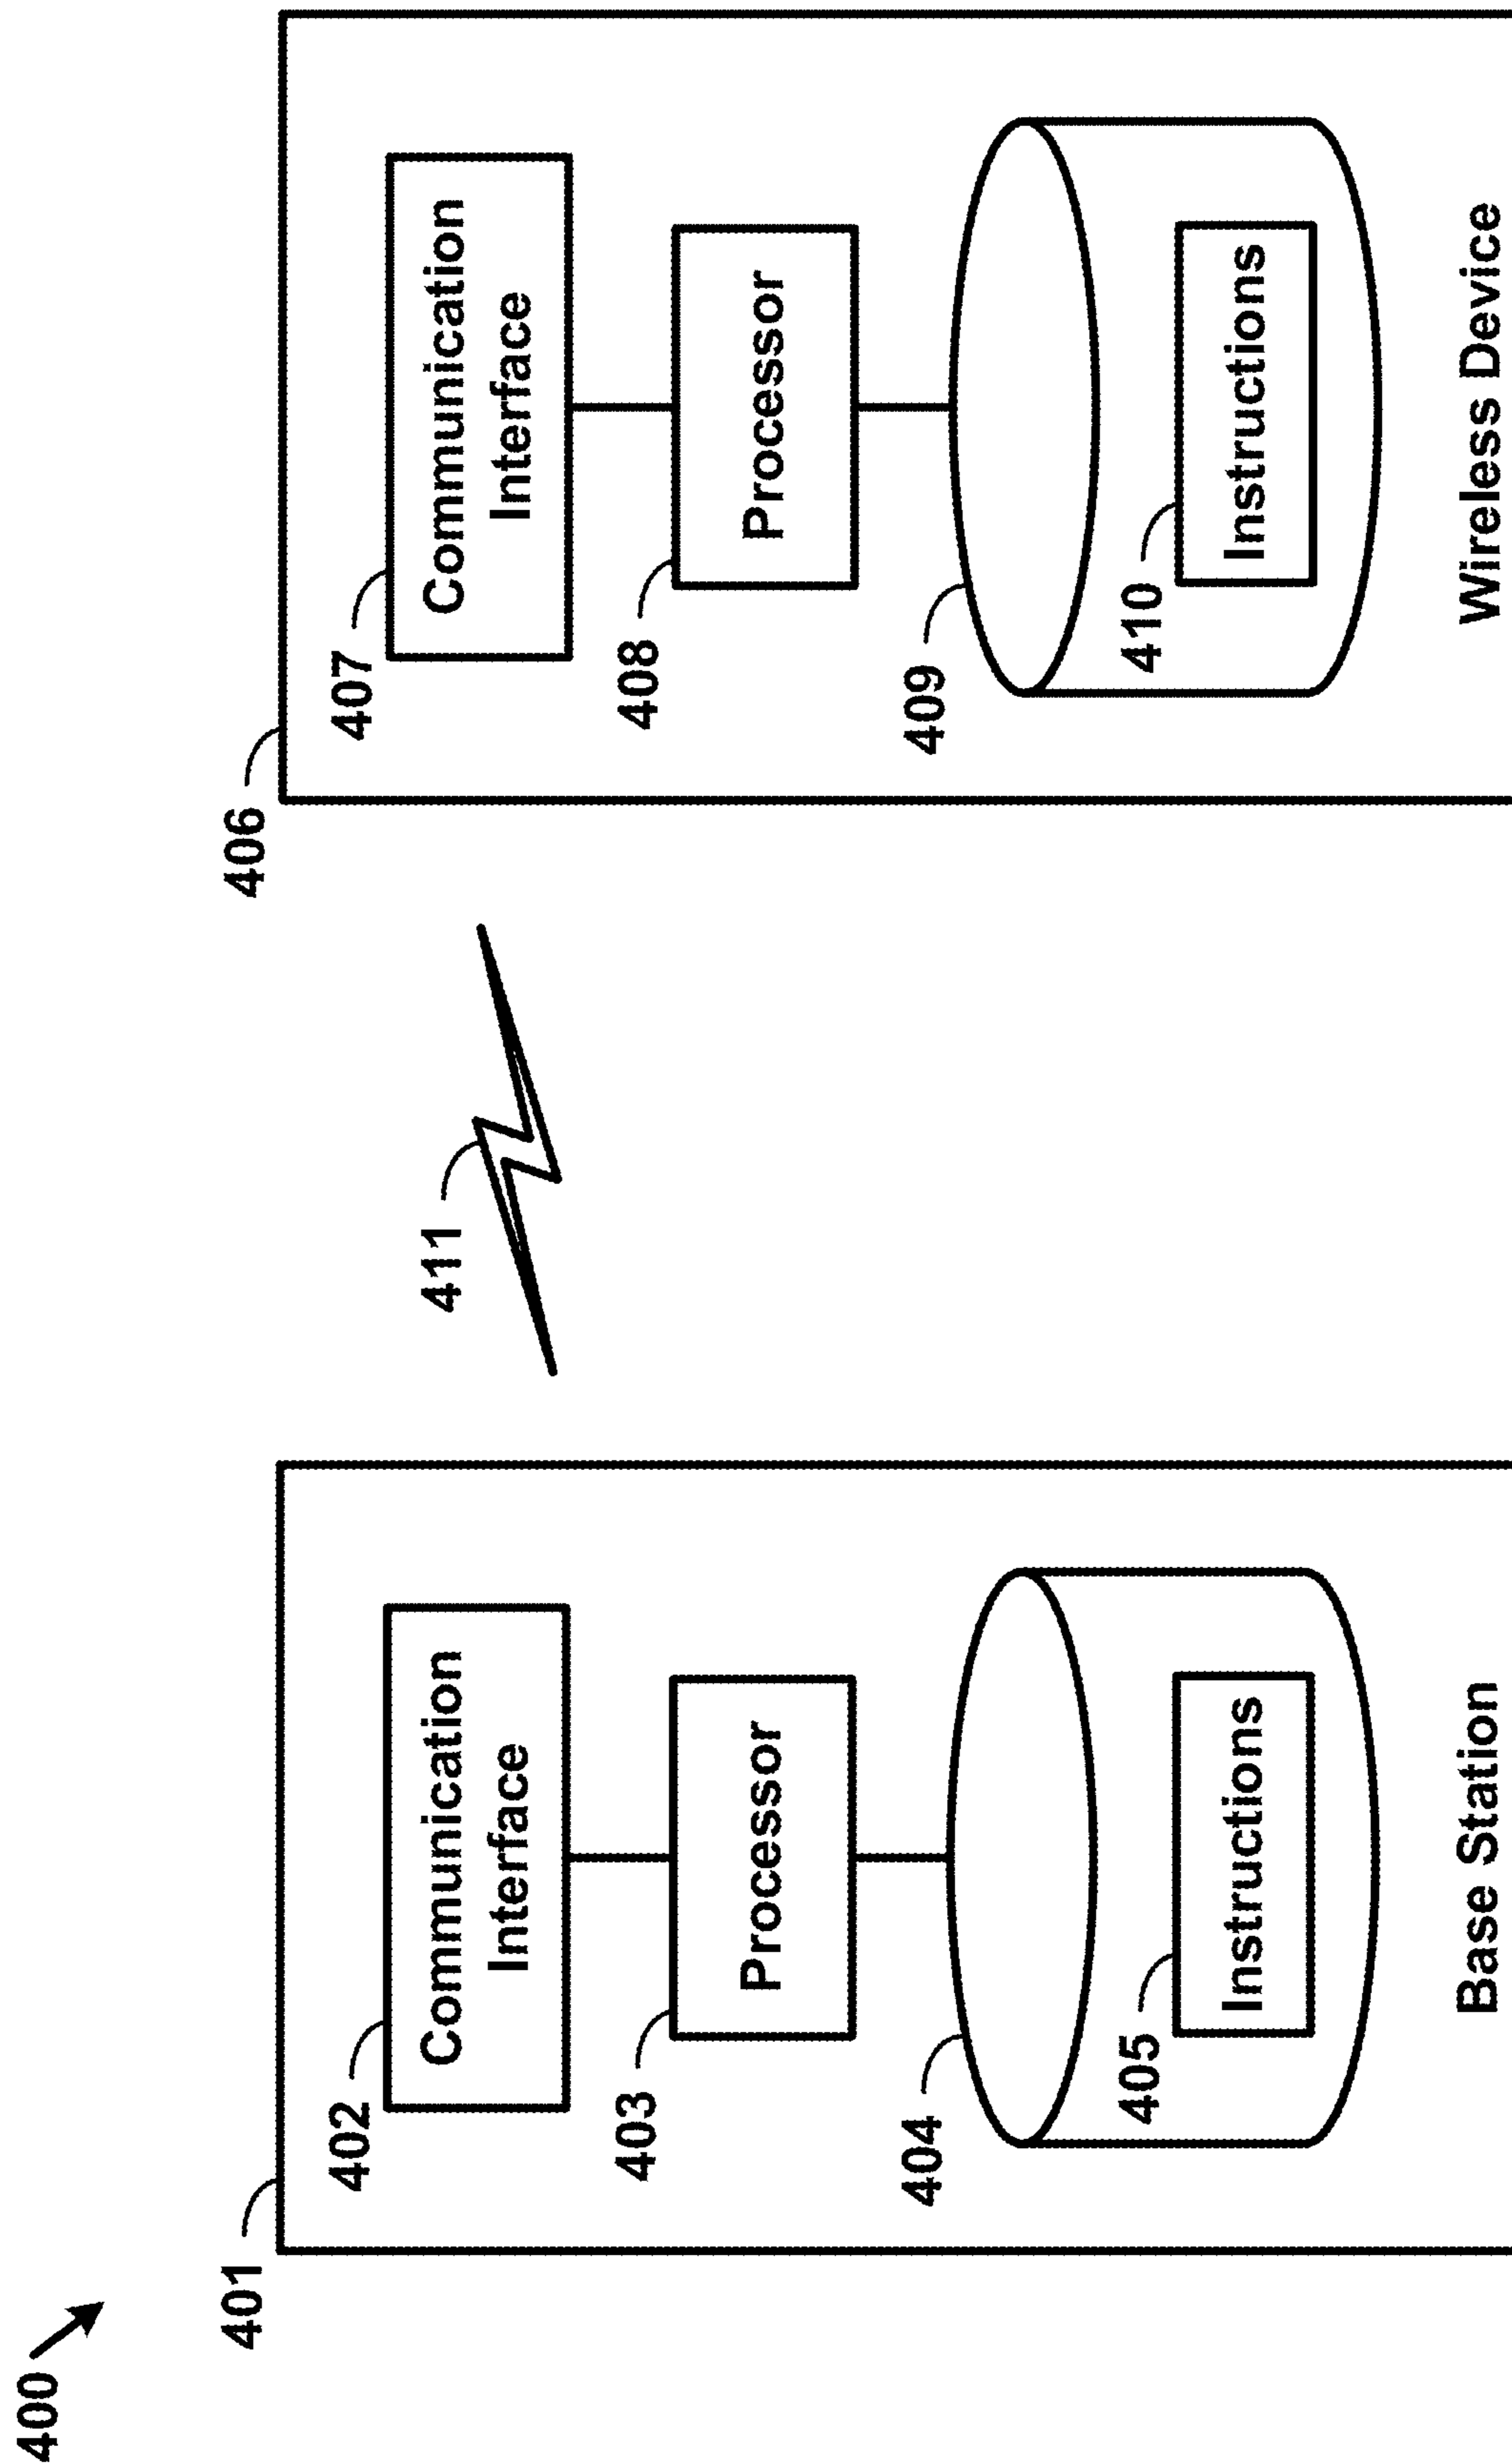 400
401
402
Communication
Interface
403
Processor
404
405
Instructions
Base Station
411
406
407
Communication
Interface
408
Processor
409
410
Instructions
Wireless Device